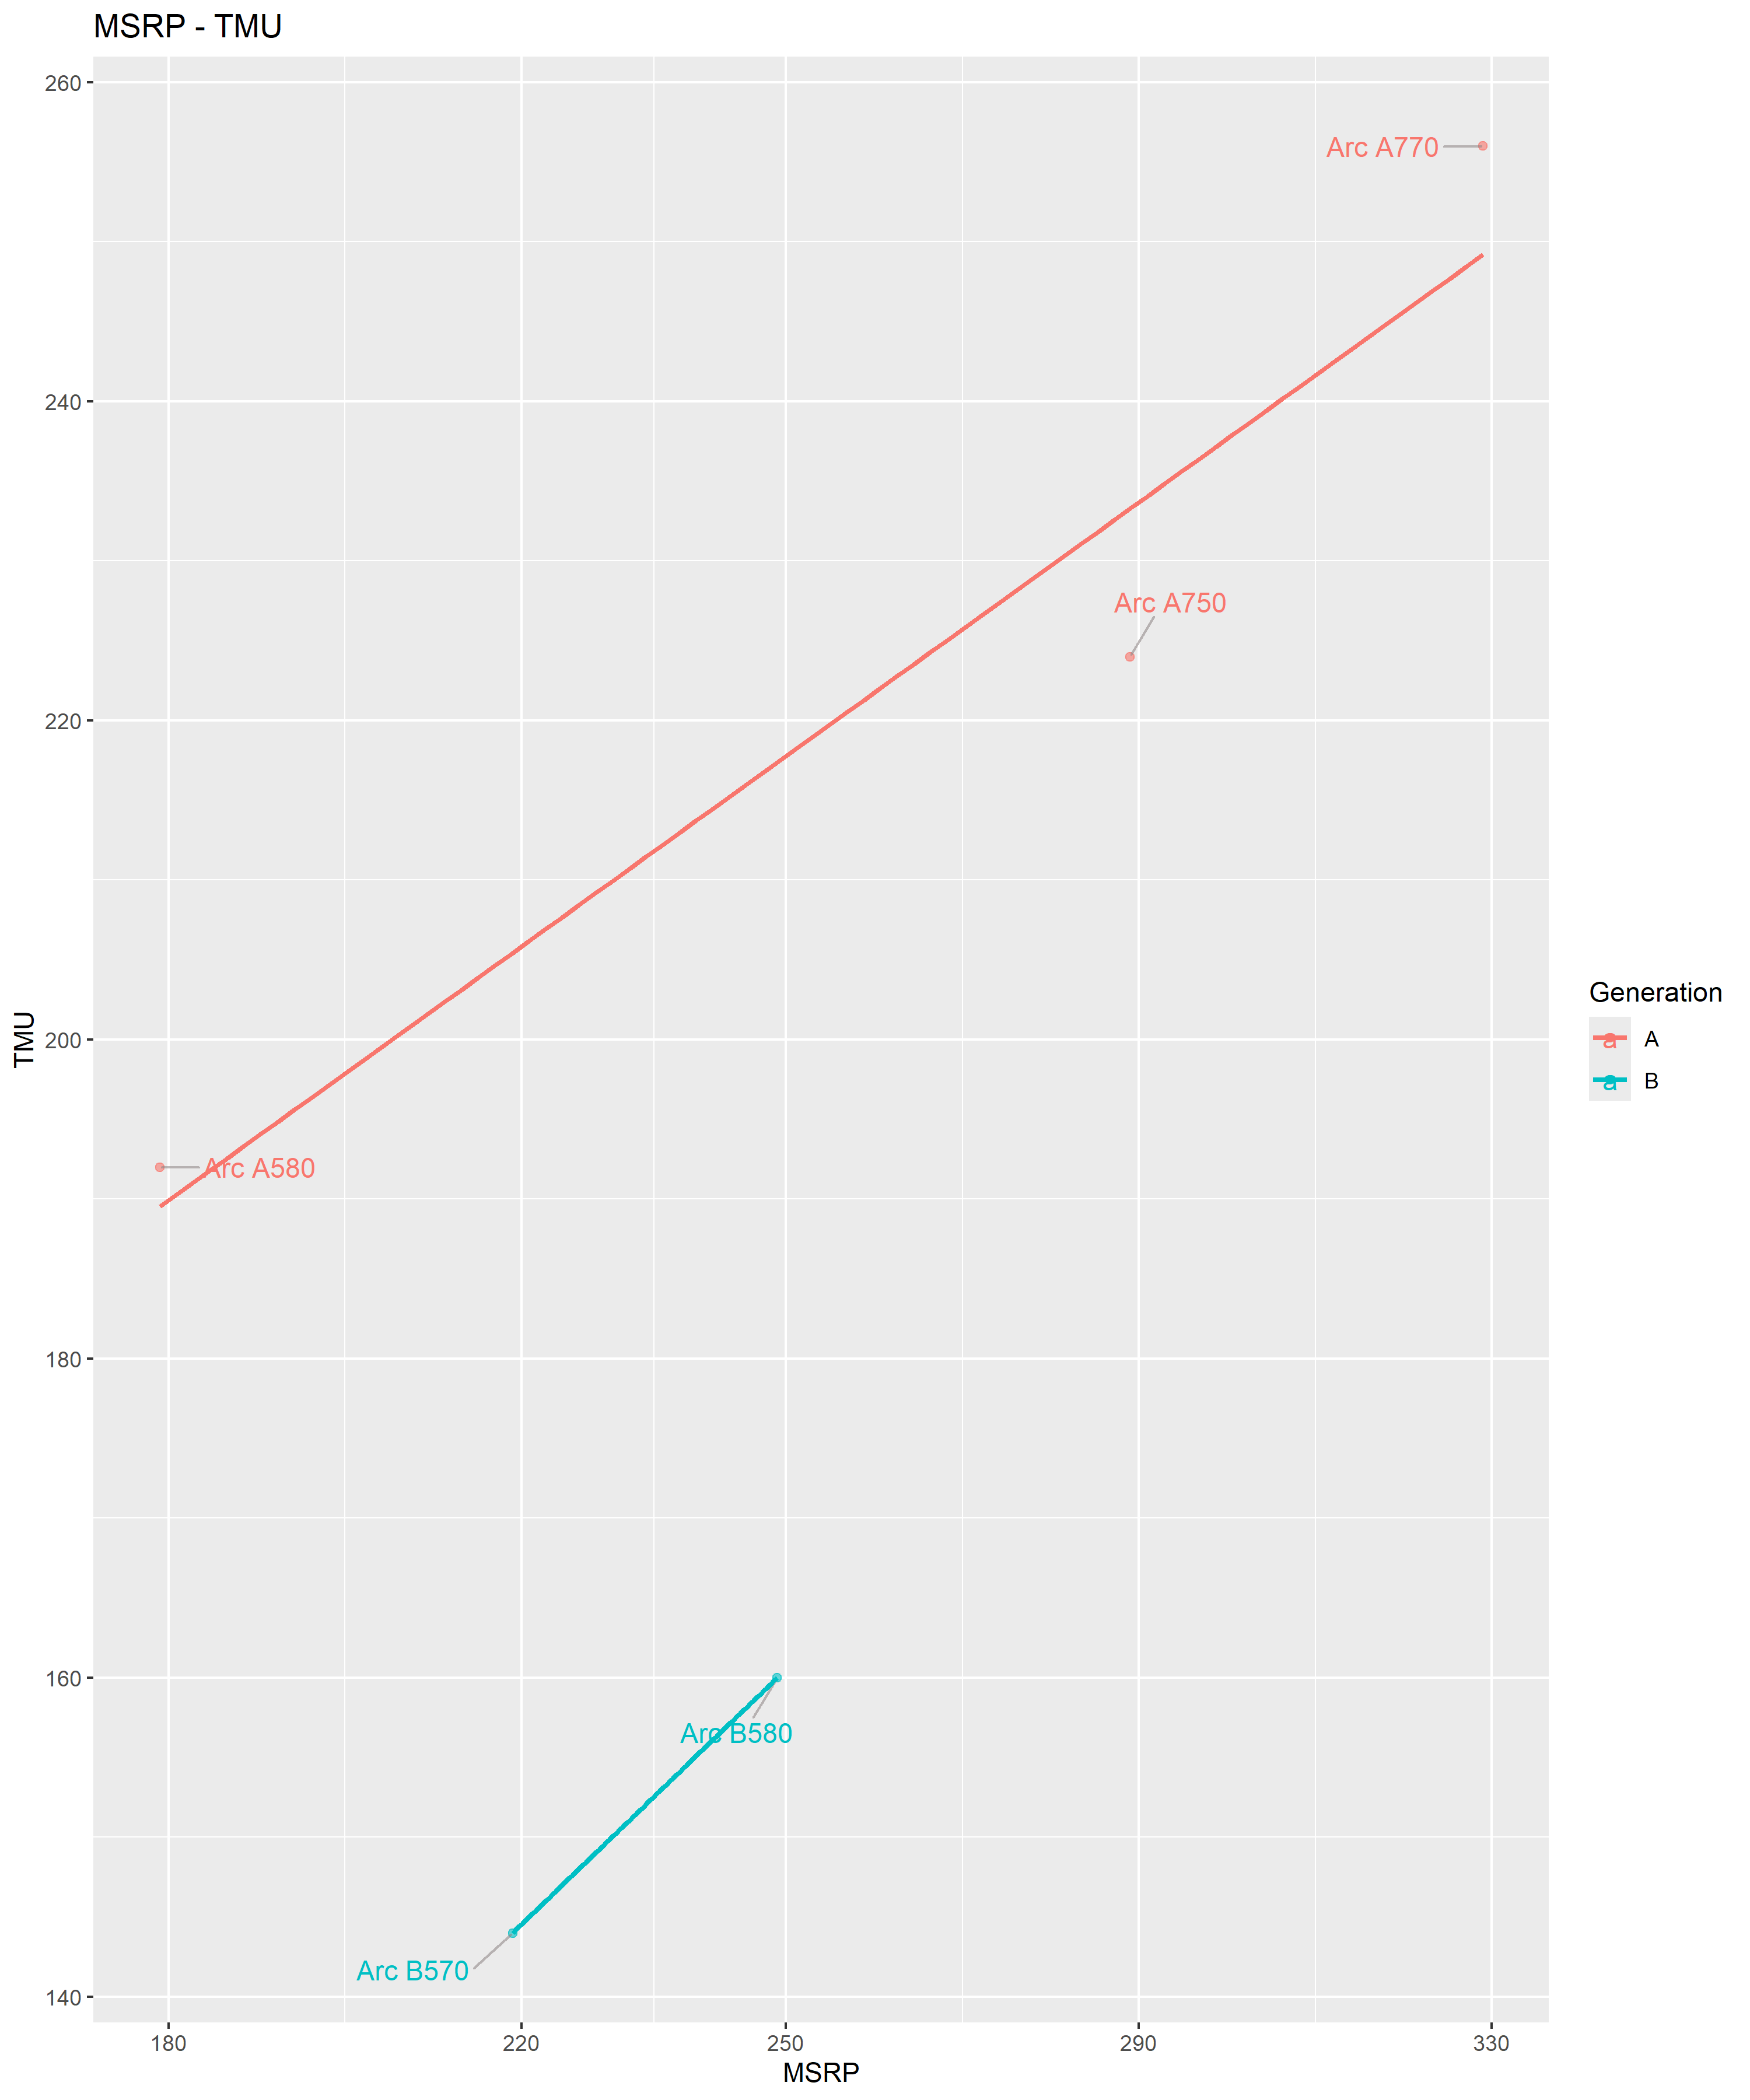 MSRP - TMU
260
Arc A770
240
Arc A750
220
TMU
200
Generation
a A
a B
Arc A580
180
160
Arc B580
Arc B570
140
180 220 250 290 330
MSRP